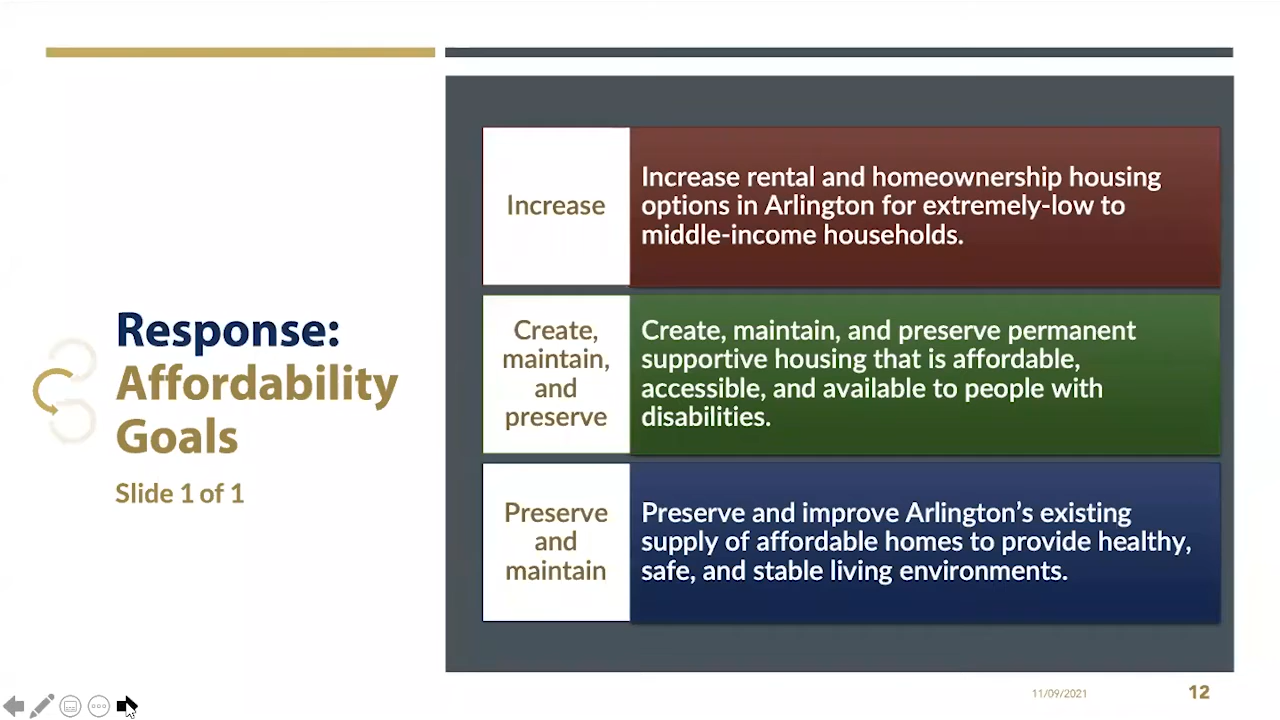 Response:
Affordability
Goals
Slide 1 of 1
Increase
Increase rental and homeownership housing
options in Arlington for extremely-low to
middle-income households.
Create,
maintain,
and
preserve
Create, maintain, and preserve permanent
supportive housing that is affordable,
accessible, and available to people with
disabilities.
Preserve
and
maintain
Preserve and improve Arlington’s existing
supply of affordable homes to provide healthy,
safe, and stable living environments.
11/09/2021
12